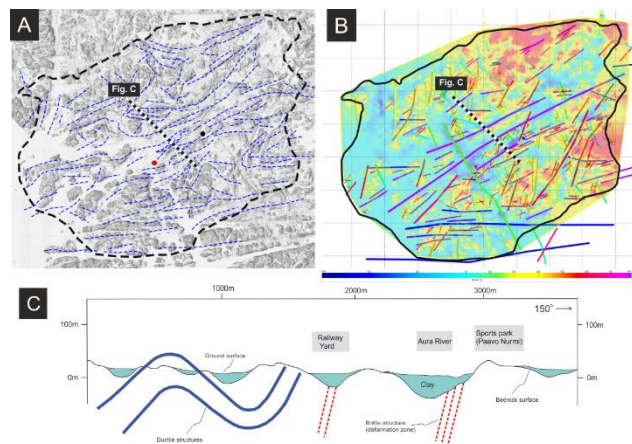 A
Fig. C
B
Fig. C
C
1000m
2000m
3000m
150°
100m
0m
Ground surface
Ductile structures
Railway
Yard
Aura River
Sports park
(Paavo Nurmi)
Clay
Brittle structure
(deformation zone)
Bedrock surface
100m
0m